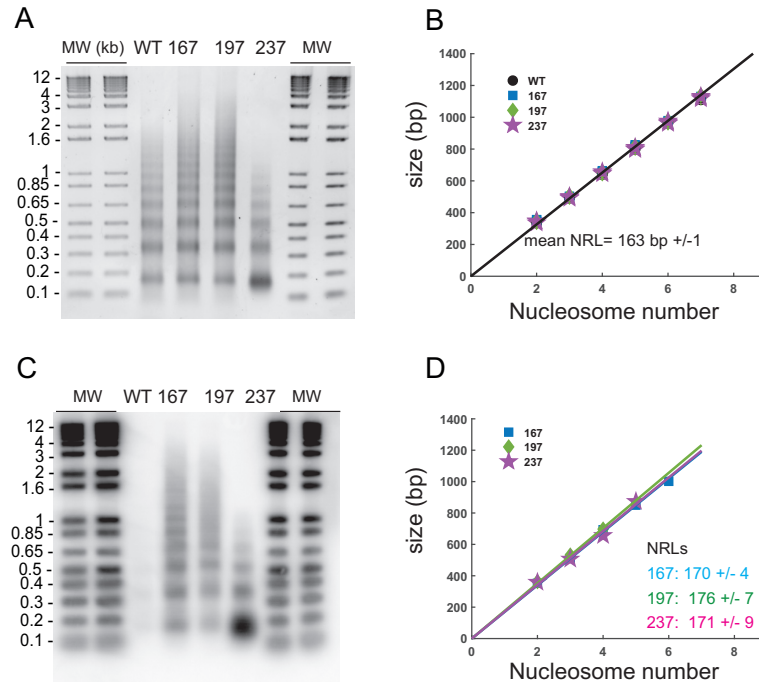 A
MW (kb) WT 167 197 237 MW
12
4
3
2
1.6
1
0.85
0.65
0.5
0.4
0.3
0.2
0.1
B
1400
1200
1000
800
600
400
200
0
size (bp)
WT
167
197
237
mean NRL= 163 bp +/-1
0 2 4 6 8
Nucleosome number
C
MW WT 167 197 237 MW
12
4
3
2
1.6
1
0.85
0.65
0.5
0.4
0.3
0.2
0.1
D
1400
1200
1000
800
600
400
200
0
size (bp)
167
197
237
NRLs
167: 170 +/- 4
197: 176 +/- 7
237: 171 +/- 9
0 2 4 6 8
Nucleosome number